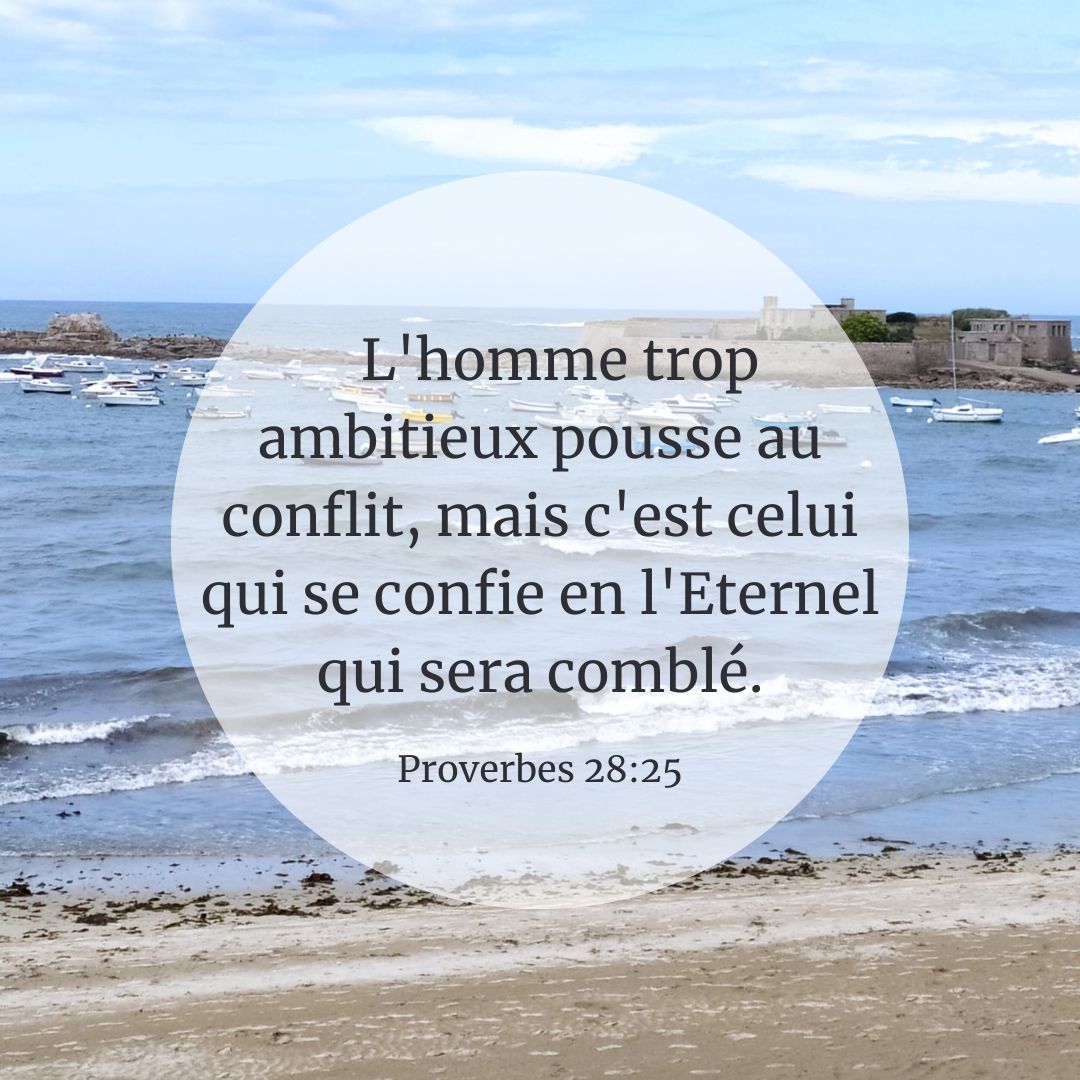 L'homme trop
ambitieux pousse au
conflit, mais c'est celui
qui se confie en l'Eternel
qui sera comblé.
Proverbes 28:25